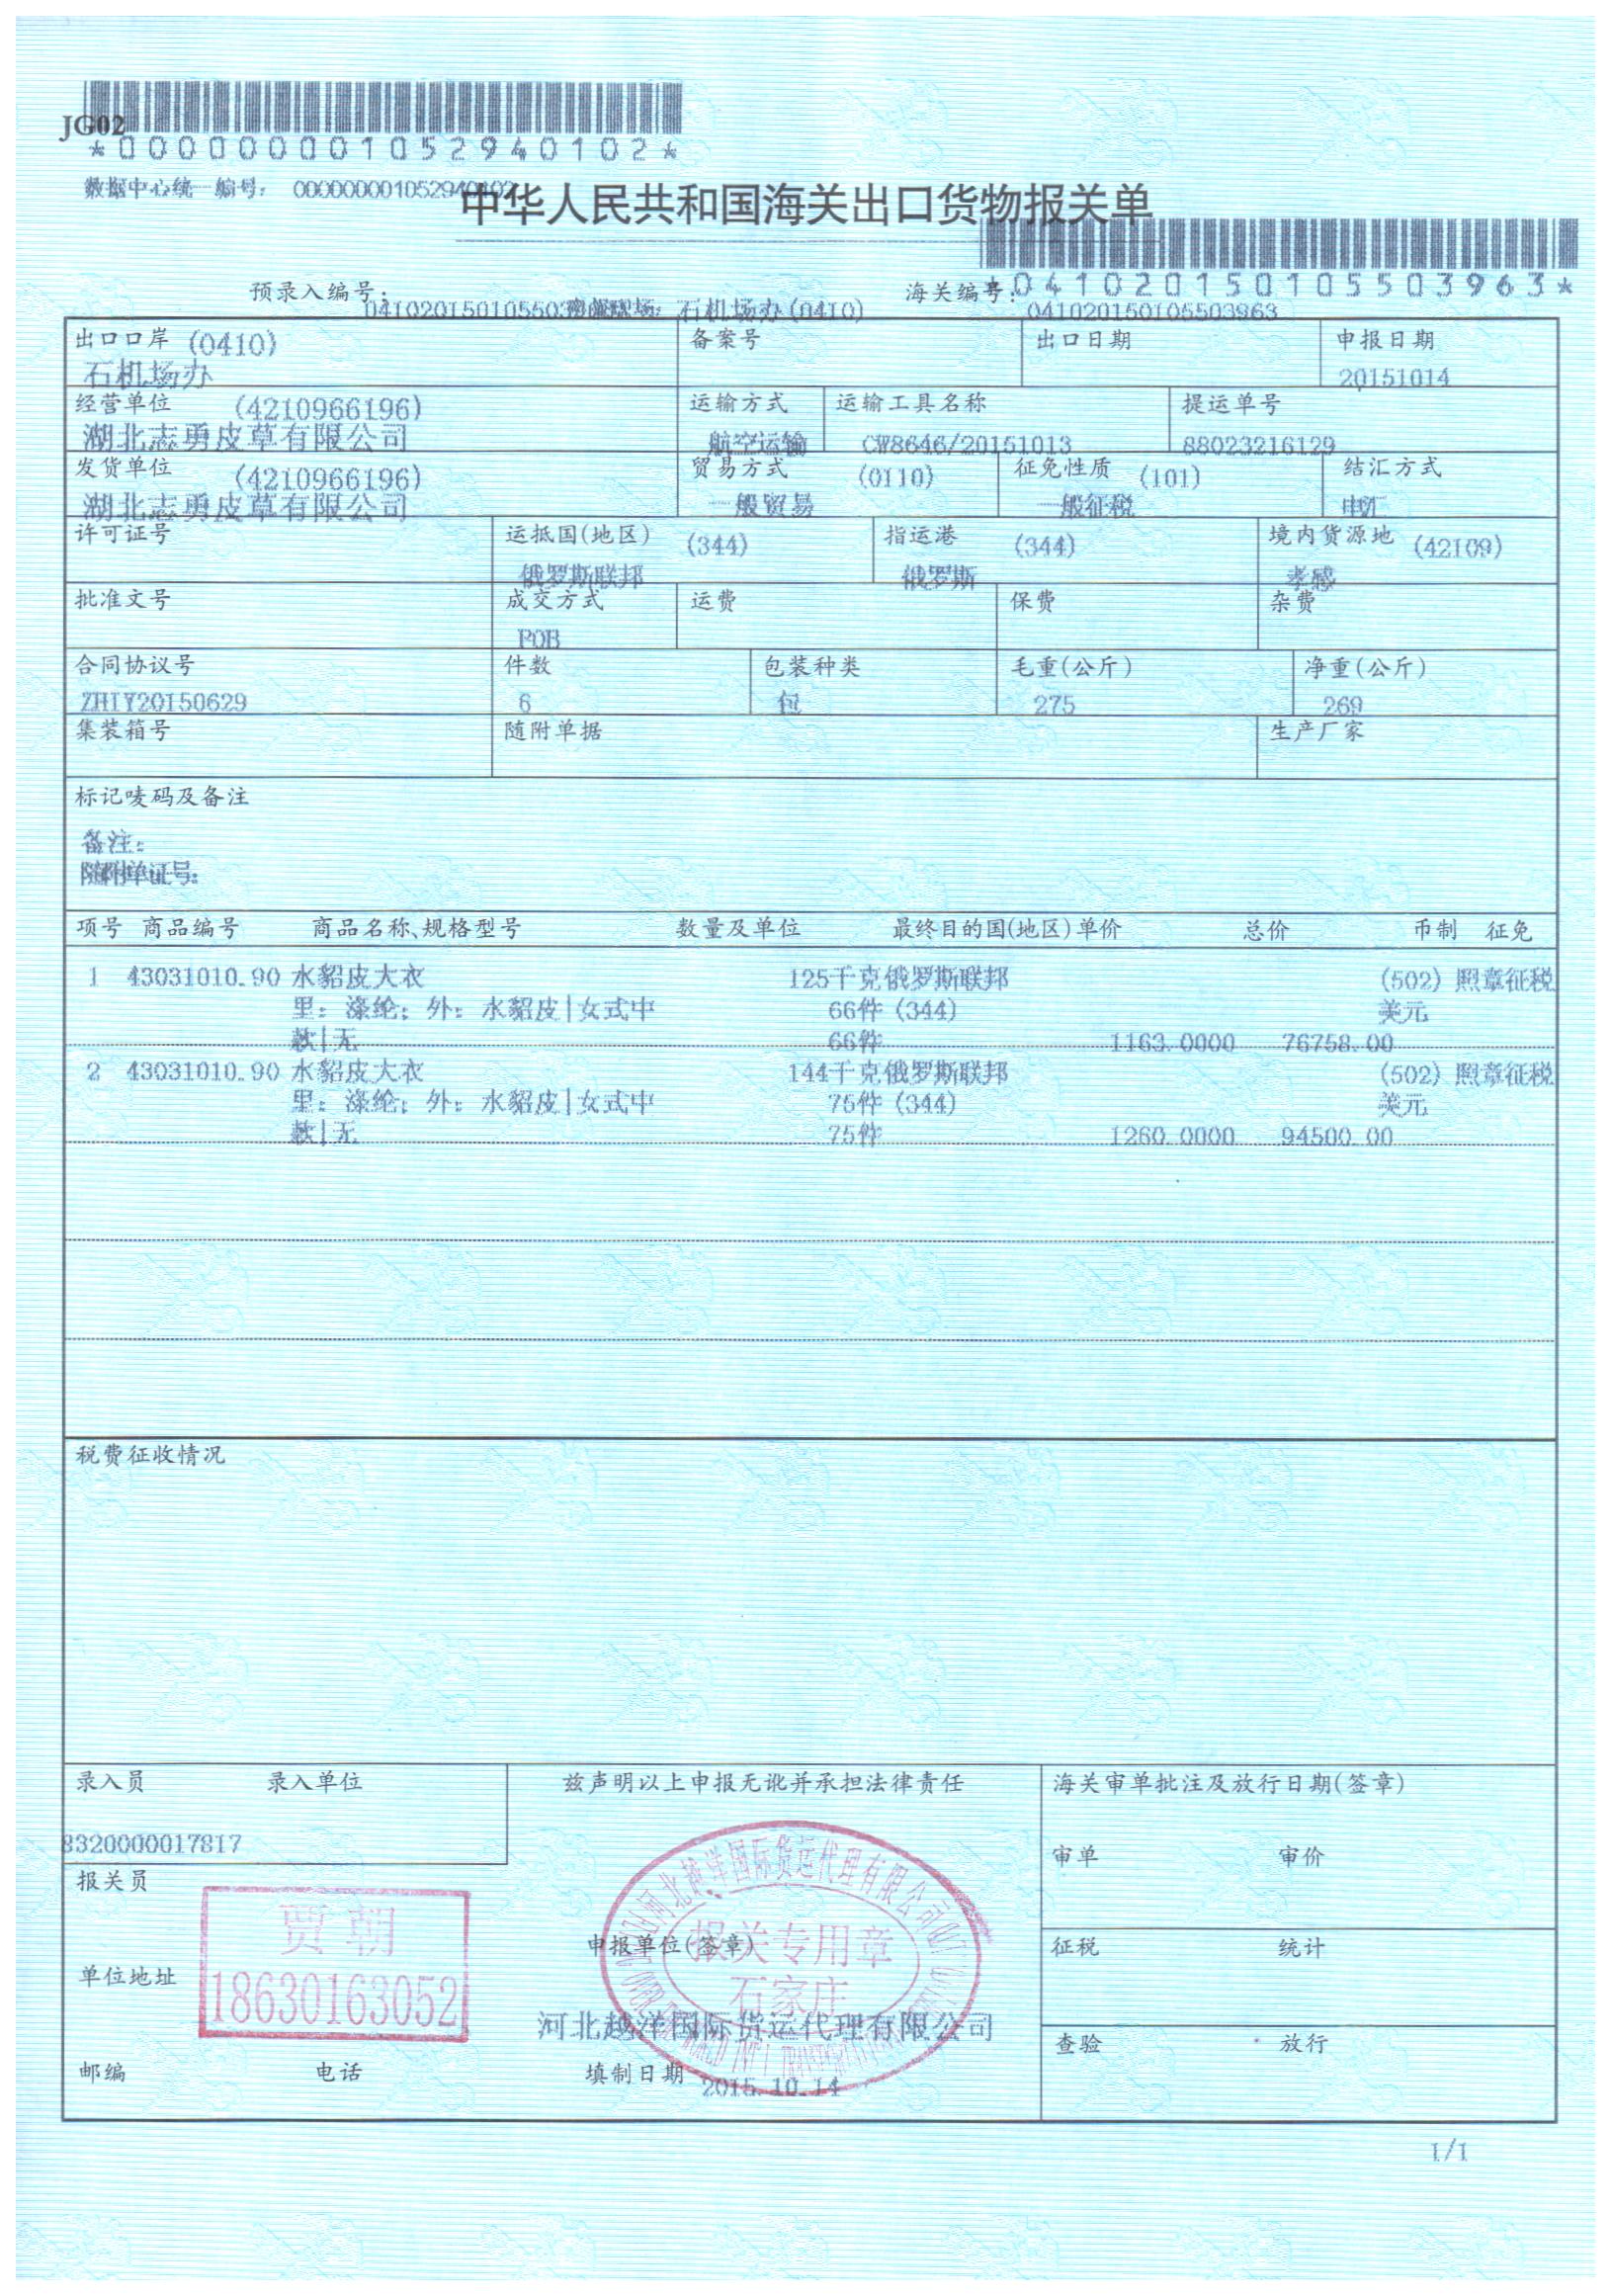 JG02
*000000001052940102*
数据中心统一编号: 000000001052940102
中华人民共和国海关出口货物报关单
*041020150105503963*
预录入编号: 申报现场: 石机场办(0410) 海关编号: 041020150105503963
出口口岸 (0410) 备案号 出口日期 申报日期
石机场办 20151014
经营单位 (4210966196) 运输方式 运输工具名称 提运单号
湖北志勇皮草有限公司 航空运输 CW8646/20151013 88023216129
发货单位 (4210966196) 贸易方式 (0110) 征免性质 (101) 结汇方式
湖北志勇皮草有限公司 一般贸易 一般征税 电汇
许可证号 运抵国(地区) (344) 指运港 (344) 境内货源地 (42109)
俄罗斯联邦 俄罗斯 孝感
批准文号 成交方式 运费 保费 杂费
FOB
合同协议号 件数 包装种类 毛重(公斤) 净重(公斤)
ZHIY20150629 6 包 275 269
集装箱号 随附单据 生产厂家
标记唛码及备注
备注:
随附单证号:
项号 商品编号 商品名称、规格型号 数量及单位 最终目的国(地区) 单价 总价 币制 征免
1 43031010.90 水貂皮大衣 125千克 俄罗斯联邦 (502) 照章征税
里: 涤纶; 外: 水貂皮|女式中 66件 (344) 美元
款|无 66件 1163.0000 76758.00
2 43031010.90 水貂皮大衣 144千克 俄罗斯联邦 (502) 照章征税
里: 涤纶; 外: 水貂皮|女式中 75件 (344) 美元
款|无 75件 1260.0000 94500.00
税费征收情况
录入员 录入单位 兹声明以上申报无讹并承担法律责任 海关审单批注及放行日期(签章)
8320000017817
审单 审价
报关员
贾朝
18630163052
河北越洋国际货运代理有限公司
报关专用章
石家庄
申报单位(签章)
征税 统计
单位地址
河北越洋国际货运代理有限公司
查验 放行
邮编 电话 填制日期 2015.10.14
1/1